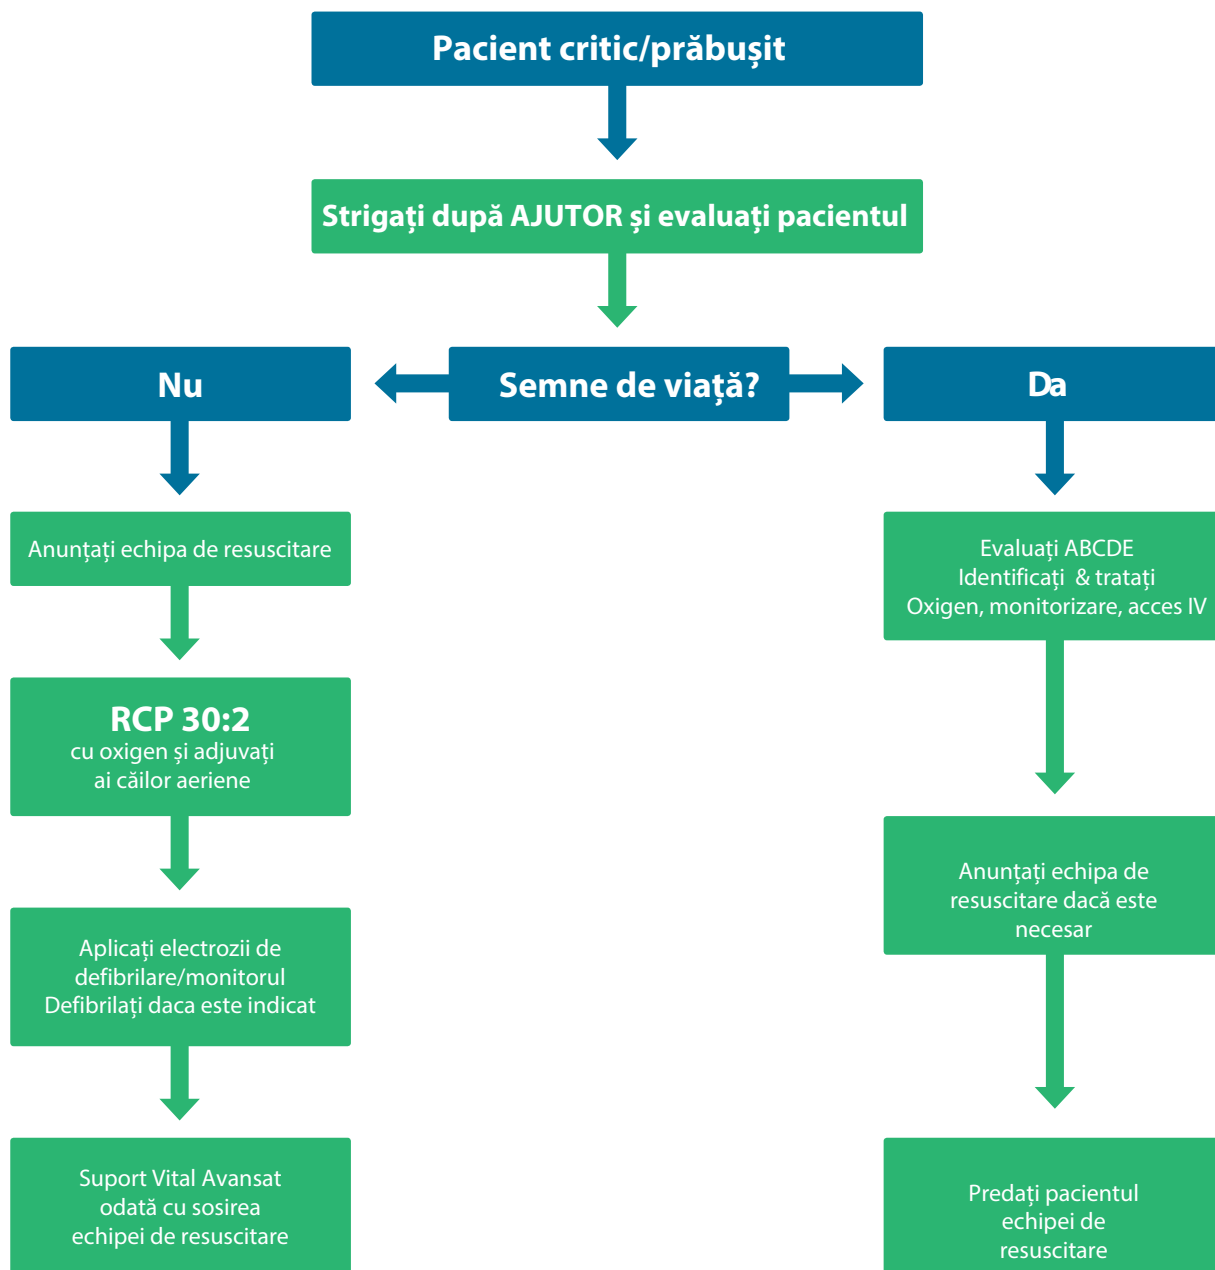 Pacient critic/prăbușit
Strigați după AJUTOR și evaluați pacientul
Nu
Semne de viață?
Da
Anunțați echipa de resuscitare
RCP 30:2
cu oxigen și adjuvați
ai căilor aeriene
Aplicați electrozii de
defibrilare/monitorul
Defibrilați daca este indicat
Suport Vital Avansat
odată cu sosirea
echipei de resuscitare
Evaluați ABCDE
Identificați & tratați
Oxigen, monitorizare, acces IV
Anunțați echipa de
resuscitare dacă este
necesar
Predați pacientul
echipei de
resuscitare